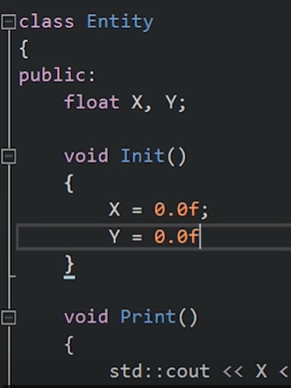 class Entity
{
public:
    float X, Y;
    void Init()
    {
        X = 0.0f;
        Y = 0.0f
    }
    void Print()
    {
        std::cout << X <